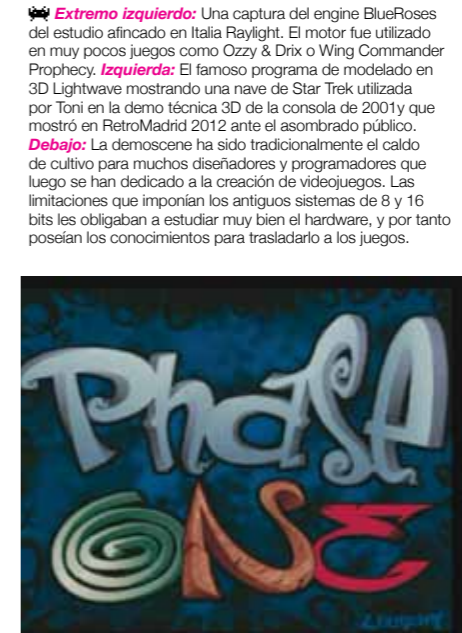 Extremo izquierdo: Una captura del engine BlueRoses
del estudio afincado en Italia Raylight. El motor fue utilizado
en muy pocos juegos como Ozzy & Drix o Wing Commander
Prophecy. Izquierda: El famoso programa de modelado en
3D Lightwave mostrando una nave de Star Trek utilizada
por Toni en la demo técnica 3D de la consola de 2001y que
mostró en RetroMadrid 2012 ante el asombrado público.
Debajo: La demoscene ha sido tradicionalmente el caldo
de cultivo para muchos diseñadores y programadores que
luego se han dedicado a la creación de videojuegos. Las
limitaciones que imponían los antiguos sistemas de 8 y 16
bits les obligaban a estudiar muy bien el hardware, y por tanto
poseían los conocimientos para trasladarlo a los juegos.
Phase
ONE